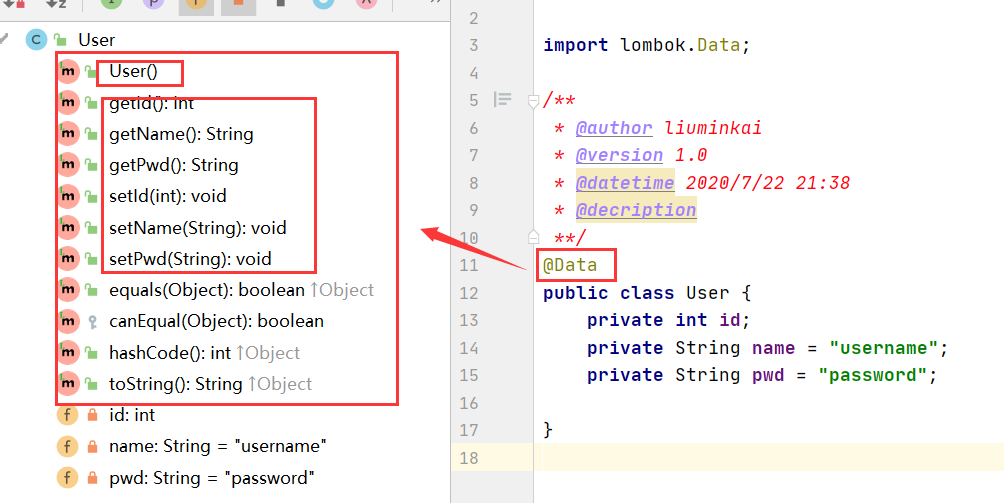 User
User()
getId(): int
getName(): String
getPwd(): String
setId(int): void
setName(String): void
setPwd(String): void
equals(Object): boolean ↑Object
canEqual(Object): boolean
hashCode(): int ↑Object
toString(): String ↑Object
id: int
name: String = "username"
pwd: String = "password"
2
3 import lombok.Data;
4
5 /**
6 * @author liuminkai
7 * @version 1.0
8 * @datetime 2020/7/22 21:38
9 * @decription
10 **/
11 @Data
12 public class User {
13 private int id;
14 private String name = "username";
15 private String pwd = "password";
16
17 }
18